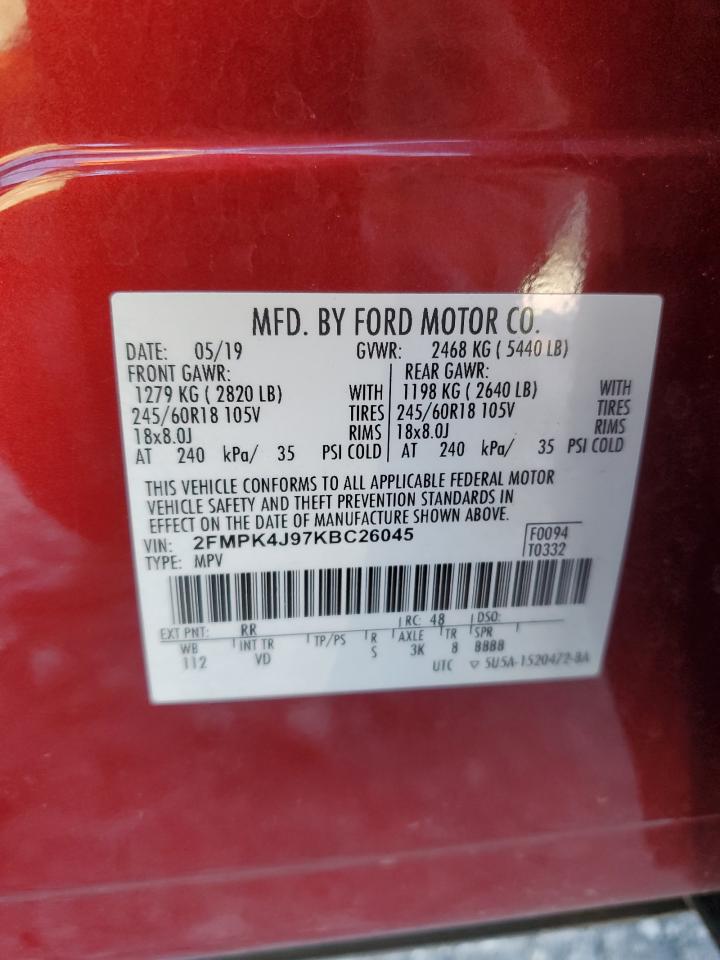 MFD. BY FORD MOTOR CO.
DATE: 05/19 GVWR: 2468 KG ( 5440 LB)
FRONT GAWR: REAR GAWR:
1279 KG ( 2820 LB) WITH 1198 KG ( 2640 LB) WITH
245/60R18 105V TIRES 245/60R18 105V TIRES
18x8.0J RIMS 18x8.0J RIMS
AT 240 kPa/ 35 PSI COLD AT 240 kPa/ 35 PSI COLD
THIS VEHICLE CONFORMS TO ALL APPLICABLE FEDERAL MOTOR
VEHICLE SAFETY AND THEFT PREVENTION STANDARDS IN
EFFECT ON THE DATE OF MANUFACTURE SHOWN ABOVE.
VIN: 2FMPK4J97KBC26045 F0094
TYPE: MPV T0332
EXT PNT: RR RC: 48 DSO:
WB INT TR TP/PS R AXLE TR SPR
112 VD S 3K 8 8888
UTC ▽ 5U5A-1520472-BA